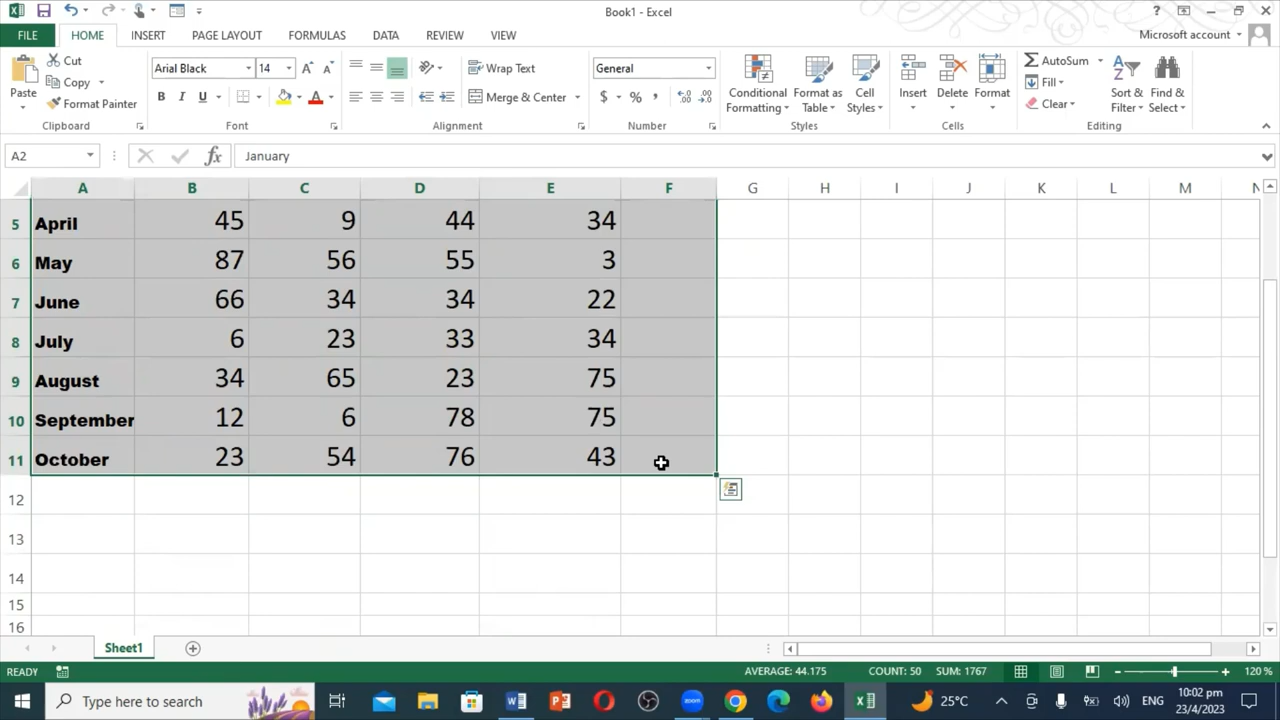 Book1 - Excel
?
FILE HOME INSERT PAGE LAYOUT FORMULAS DATA REVIEW VIEW
Microsoft account
Cut
Copy
Format Painter
Paste
Clipboard
Arial Black 14
B I U
Font
Wrap Text
Merge & Center
Alignment
General
$ % ,
Number
Conditional Formatting
Format as Table
Cell Styles
Styles
Insert Delete Format
Cells
AutoSum
Fill
Clear
Sort & Filter
Find & Select
Editing
A2 fx January
A B C D E F G H I J K L M N
5 April 45 9 44 34
6 May 87 56 55 3
7 June 66 34 34 22
8 July 6 23 33 34
9 August 34 65 23 75
10 September 12 6 78 75
11 October 23 54 76 43
12
13
14
15
16
Sheet1
READY AVERAGE: 44.175 COUNT: 50 SUM: 1767 120 %
Type here to search
zoom
25°C
ENG
10:02 pm
23/4/2023